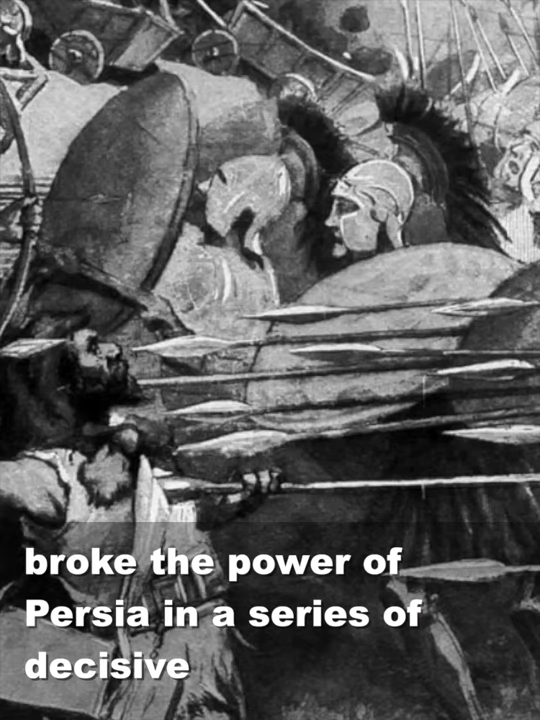 broke the power of
Persia in a series of
decisive